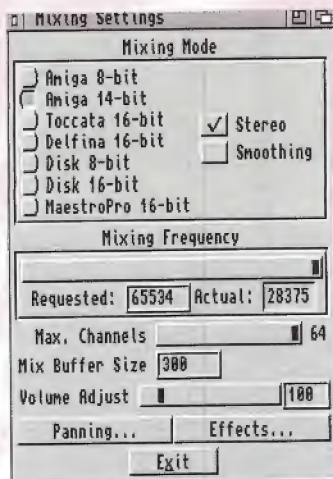 Mixing Settings
Mixing Mode
Amiga 8-bit
Amiga 14-bit
Toccata 16-bit
Delfina 16-bit
Disk 8-bit
Disk 16-bit
MaestroPro 16-bit
Stereo
Smoothing
Mixing Frequency
Requested: 65534 Actual: 28375
Max. Channels 64
Mix Buffer Size 300
Volume Adjust 100
Panning... Effects...
Exit